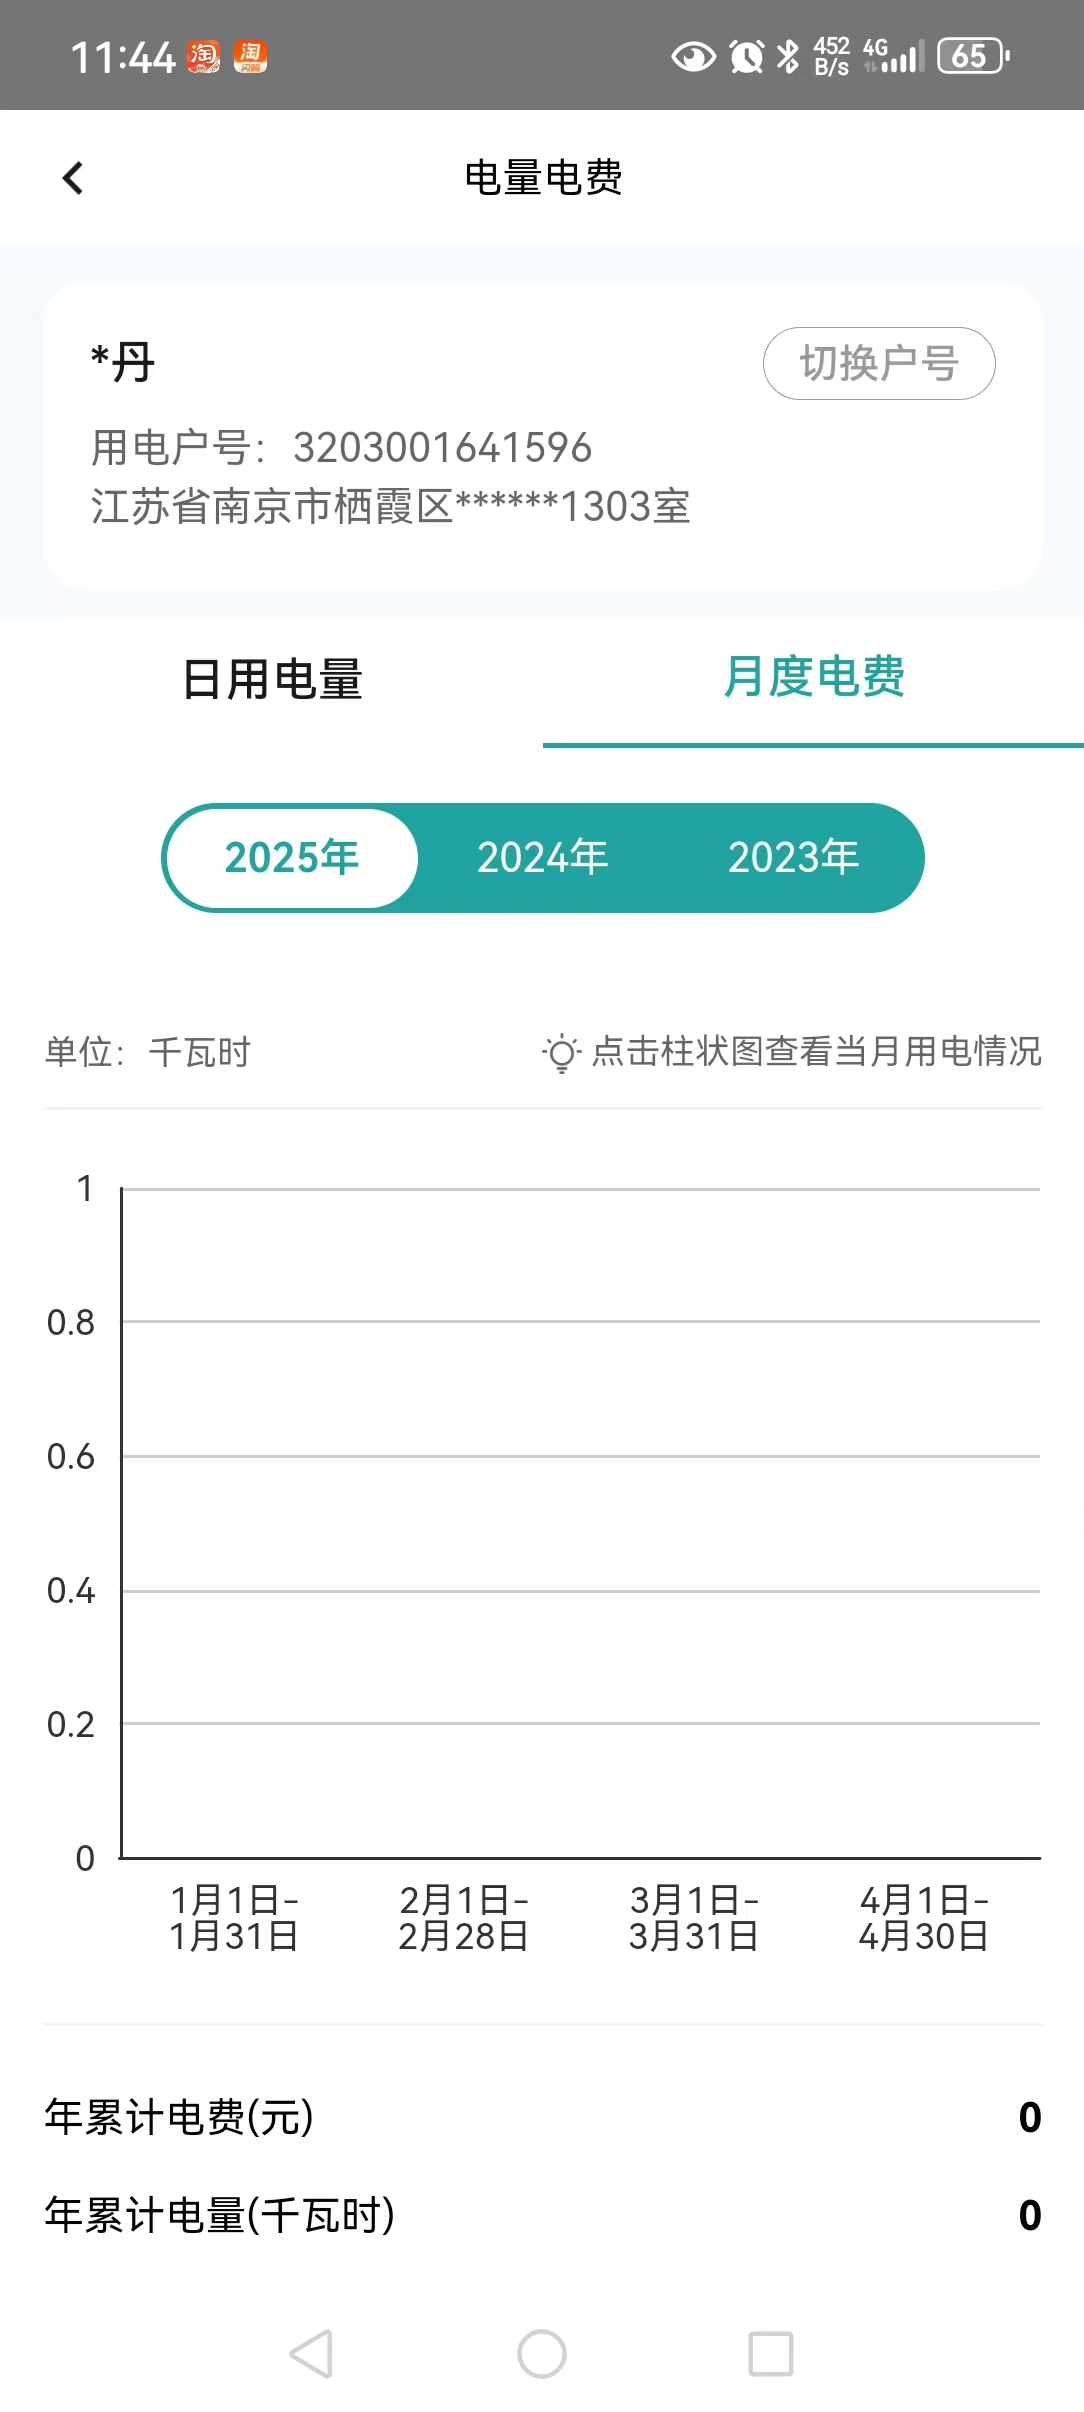 11:44
淘
淘
闪购
452
B/s
4G
65
电量电费
*丹
切换户号
用电户号：3203001641596
江苏省南京市栖霞区******1303室
日用电量
月度电费
2025年
2024年
2023年
单位：千瓦时
点击柱状图查看当月用电情况
1
0.8
0.6
0.4
0.2
0
1月1日-
1月31日
2月1日-
2月28日
3月1日-
3月31日
4月1日-
4月30日
年累计电费(元)
0
年累计电量(千瓦时)
0